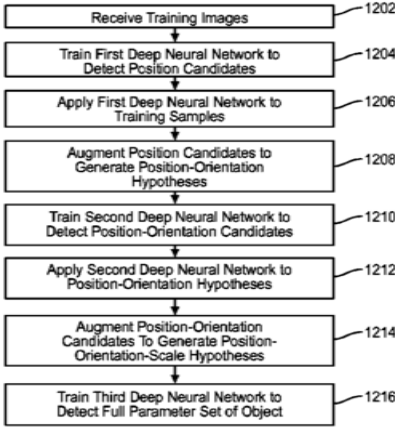 Receive Training Images
1202
Train First Deep Neural Network to
Detect Position Candidates
1204
Apply First Deep Neural Network to
Training Samples
1206
Augment Position Candidates to
Generate Position-Orientation
Hypotheses
1208
Train Second Deep Neural Network to
Detect Position-Orientation Candidates
1210
Apply Second Deep Neural Network to
Position-Orientation Hypotheses
1212
Augment Position-Orientation
Candidates To Generate Position-
Orientation-Scale Hypotheses
1214
Train Third Deep Neural Network to
Detect Full Parameter Set of Object
1216